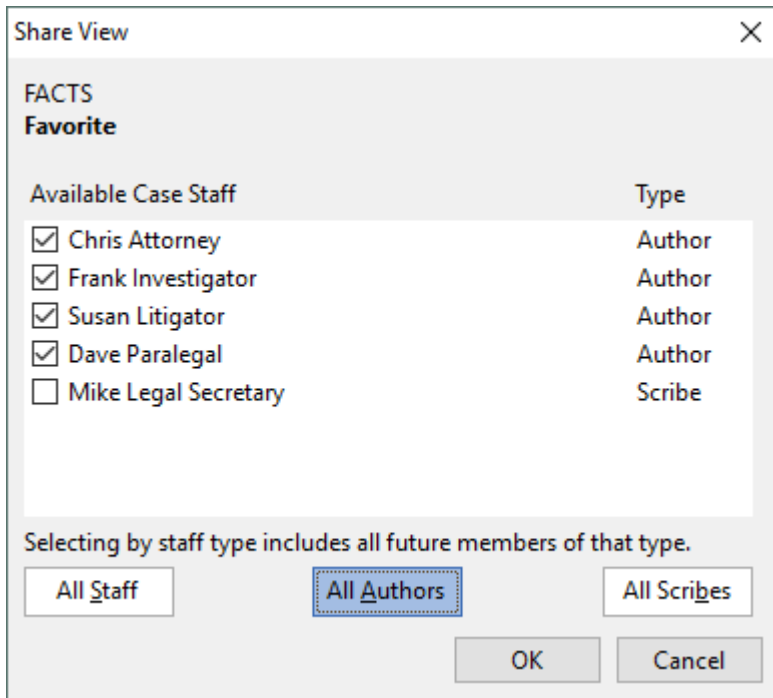 Share View
FACTS
Favorite
Available Case Staff Type
Chris Attorney Author
Frank Investigator Author
Susan Litigator Author
Dave Paralegal Author
Mike Legal Secretary Scribe
Selecting by staff type includes all future members of that type.
All Staff All Authors All Scribes
OK Cancel